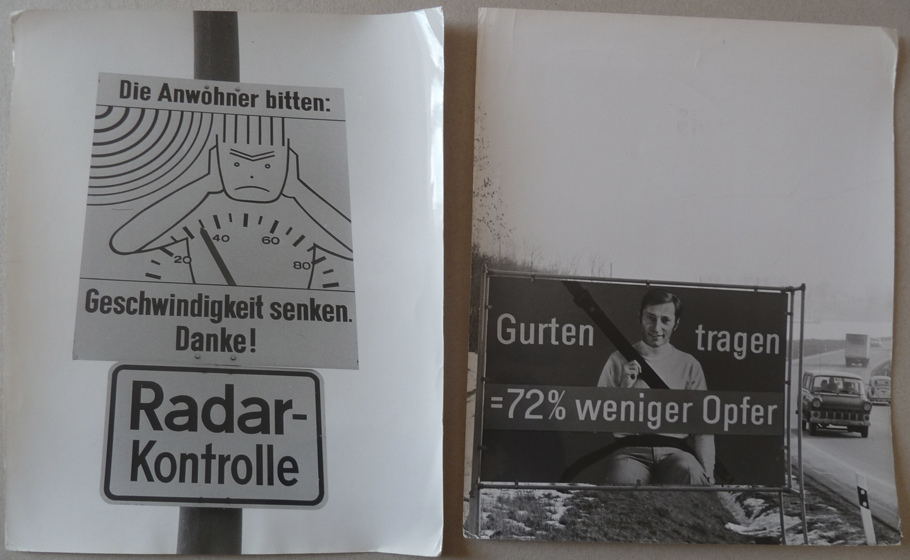 Die Anwohner bitten:
20 40 60 80
Geschwindigkeit senken.
Danke!
Radar-
Kontrolle
Gurten tragen
=72% weniger Opfer